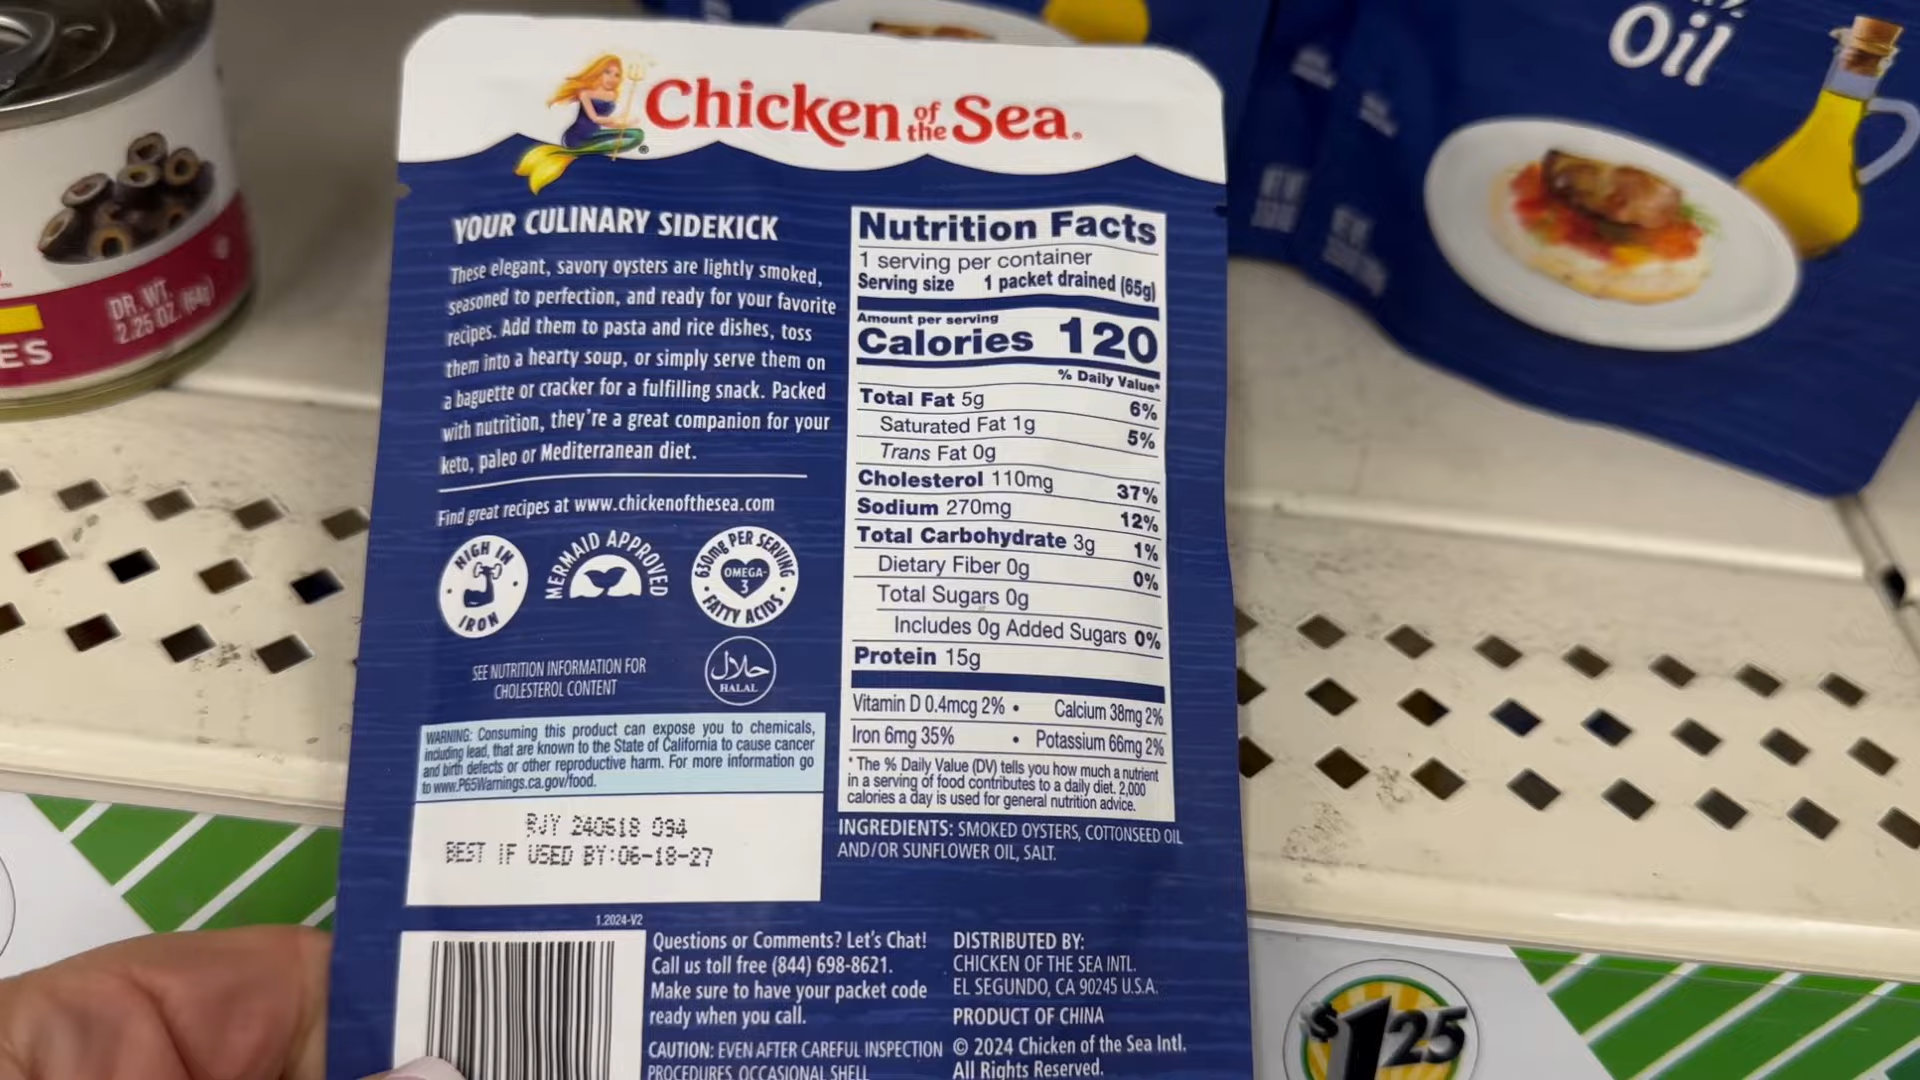 Chicken of the Sea.
YOUR CULINARY SIDEKICK
These elegant, savory oysters are lightly smoked,
seasoned to perfection, and ready for your favorite
recipes. Add them to pasta and rice dishes, toss
them into a hearty soup, or simply serve them on
a baguette or cracker for a fulfilling snack. Packed
with nutrition, they're a great companion for your
keto, paleo or Mediterranean diet.
Find great recipes at www.chickenofthesea.com
HIGH IN IRON
MERMAID APPROVED
630mg PER SERVING
OMEGA-3
FATTY ACIDS
SEE NUTRITION INFORMATION FOR
CHOLESTEROL CONTENT
حلال
HALAL
WARNING: Consuming this product can expose you to chemicals,
including lead, that are known to the State of California to cause cancer
and birth defects or other reproductive harm. For more information go
to www.P65Warnings.ca.gov/food.
RJY 240618 094
BEST IF USED BY:06-18-27
1.2024-V2
Nutrition Facts
1 serving per container
Serving size 1 packet drained (65g)
Amount per serving
Calories 120
% Daily Value*
Total Fat 5g 6%
Saturated Fat 1g 5%
Trans Fat 0g
Cholesterol 110mg 37%
Sodium 270mg 12%
Total Carbohydrate 3g 1%
Dietary Fiber 0g 0%
Total Sugars 0g
Includes 0g Added Sugars 0%
Protein 15g
Vitamin D 0.4mcg 2% • Calcium 38mg 2%
Iron 6mg 35% • Potassium 66mg 2%
* The % Daily Value (DV) tells you how much a nutrient
in a serving of food contributes to a daily diet. 2,000
calories a day is used for general nutrition advice.
INGREDIENTS: SMOKED OYSTERS, COTTONSEED OIL
AND/OR SUNFLOWER OIL, SALT.
Questions or Comments? Let's Chat!
Call us toll free (844) 698-8621.
Make sure to have your packet code
ready when you call.
CAUTION: EVEN AFTER CAREFUL INSPECTION
PROCEDURES, OCCASIONAL SHELL
DISTRIBUTED BY:
CHICKEN OF THE SEA INTL.
EL SEGUNDO, CA 90245 U.S.A.
PRODUCT OF CHINA
© 2024 Chicken of the Sea Intl.
All Rights Reserved.
DR. WT.
2.25 OZ. (64g)
ES
Oil
$1.25